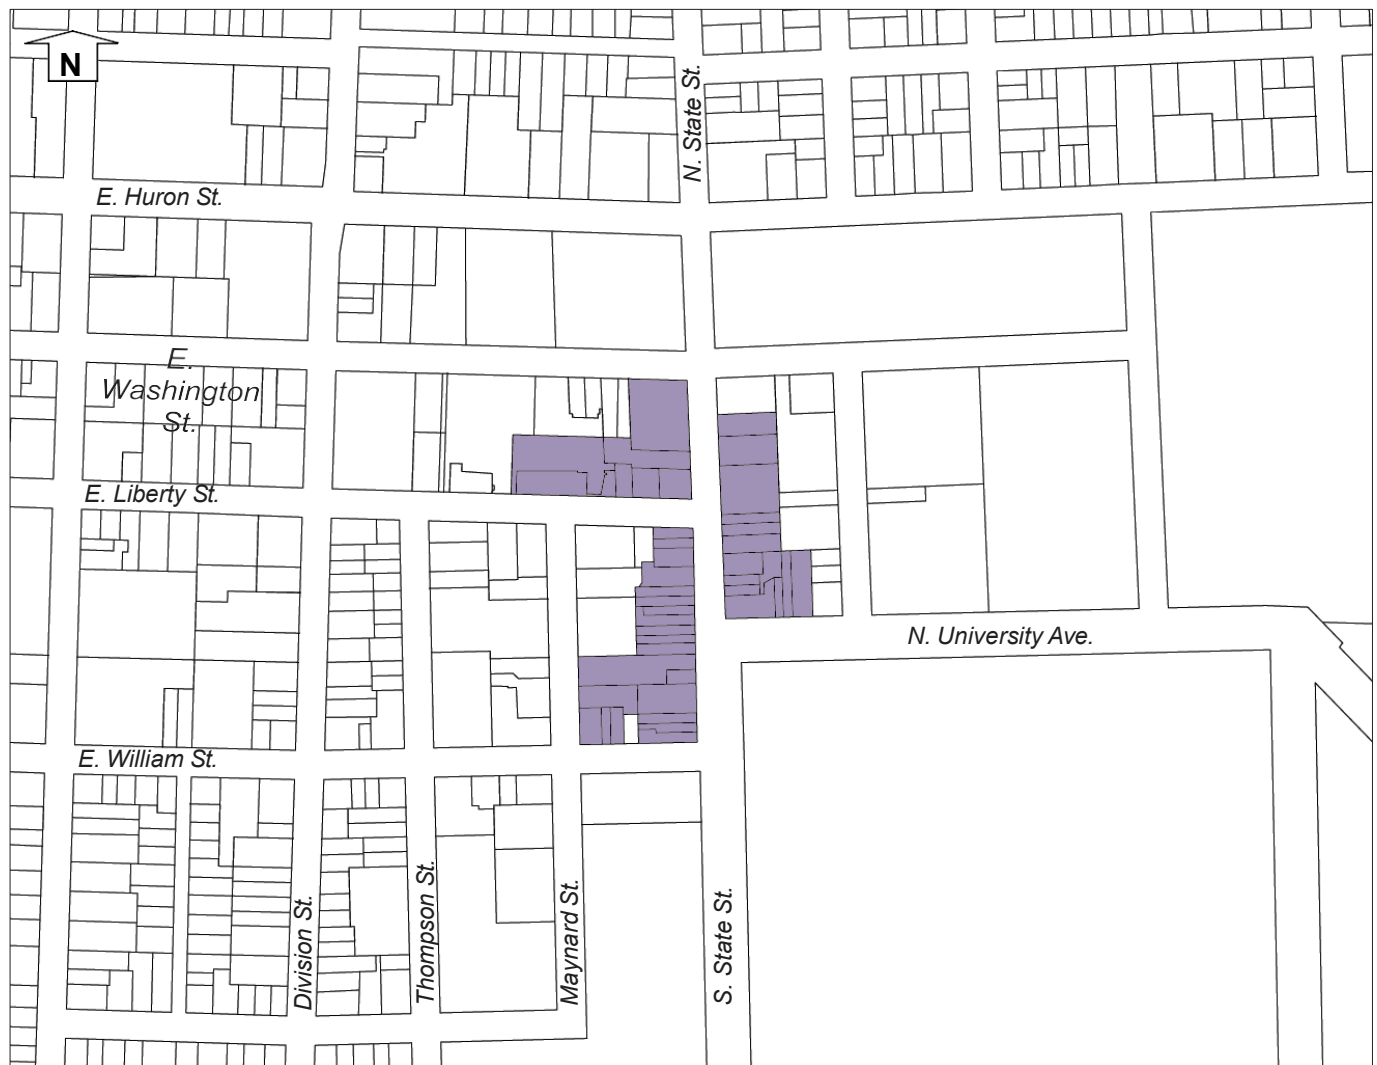 N
N. State St.
E. Huron St.
E.
Washington
St.
E. Liberty St.
N. University Ave.
E. William St.
Division St.
Thompson St.
Maynard St.
S. State St.